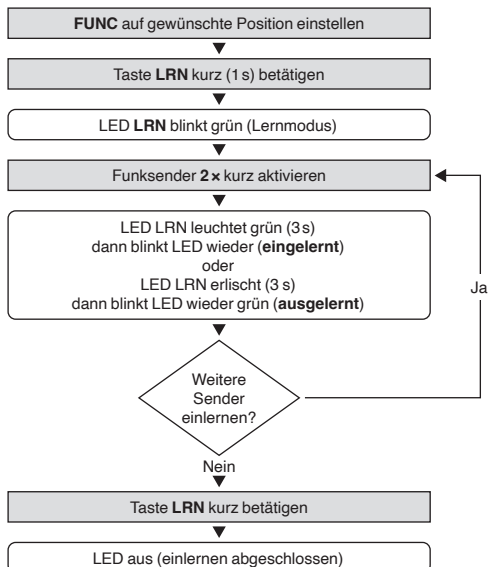 FUNC auf gewünschte Position einstellen
Taste LRN kurz (1 s) betätigen
LED LRN blinkt grün (Lernmodus)
Funksender 2 × kurz aktivieren
LED LRN leuchtet grün (3 s)
dann blinkt LED wieder (eingelernt)
oder
LED LRN erlischt (3 s)
dann blinkt LED wieder grün (ausgelernt)
Ja
Weitere
Sender
einlernen?
Nein
Taste LRN kurz betätigen
LED aus (einlernen abgeschlossen)